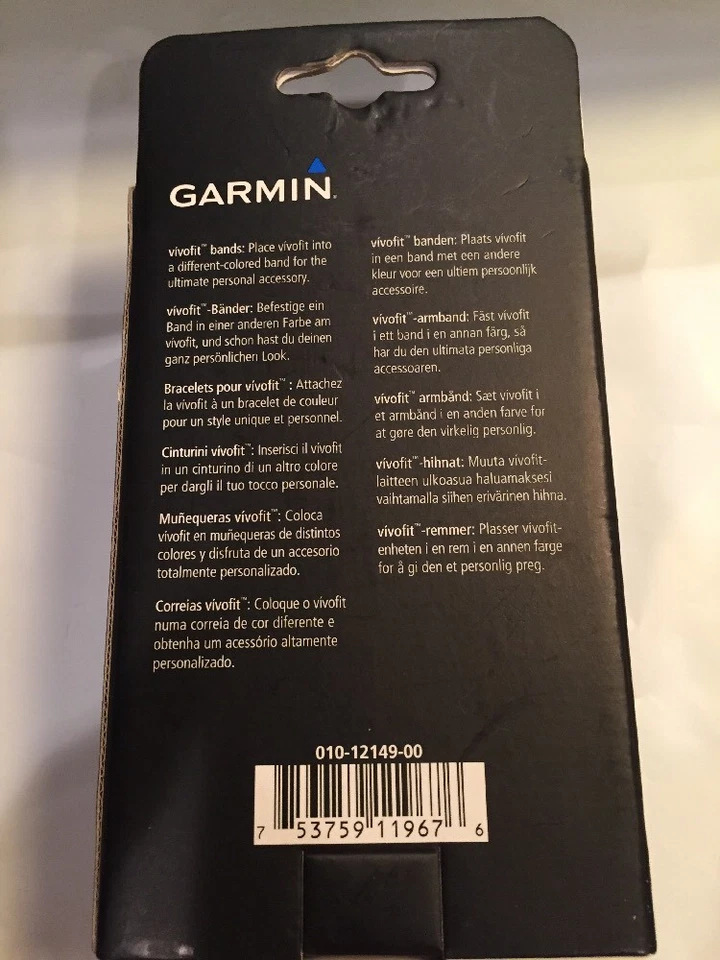 GARMIN
vívofit™ bands: Place vívofit into
a different-colored band for the
ultimate personal accessory.
vívofit™-Bänder: Befestige ein
Band in einer anderen Farbe am
vívofit, und schon hast du deinen
ganz persönlichen Look.
Bracelets pour vívofit™ : Attachez
la vívofit à un bracelet de couleur
pour un style unique et personnel.
Cinturini vívofit™: Inserisci il vívofit
in un cinturino di un altro colore
per dargli il tuo tocco personale.
Muñequeras vívofit™: Coloca
vívofit en muñequeras de distintos
colores y disfruta de un accesorio
totalmente personalizado.
Correias vívofit™: Coloque o vívofit
numa correia de cor diferente e
obtenha um acessório altamente
personalizado.
vívofit™ banden: Plaats vívofit
in een band met een andere
kleur voor een ultiem persoonlijk
accessoire.
vívofit™-armband: Fäst vívofit
i ett band i en annan färg, så
har du den ultimata personliga
accessoaren.
vívofit™ armbånd: Sæt vívofit i
et armbånd i en anden farve for
at gøre den virkelig personlig.
vívofit™-hihnat: Muuta vívofit-
laitteen ulkoasua haluamaksesi
vaihtamalla siihen erivärinen hihna.
vívofit™-remmer: Plasser vívofit-
enheten i en rem i en annen farge
for å gi den et personlig preg.
010-12149-00
7 53759 11967 6